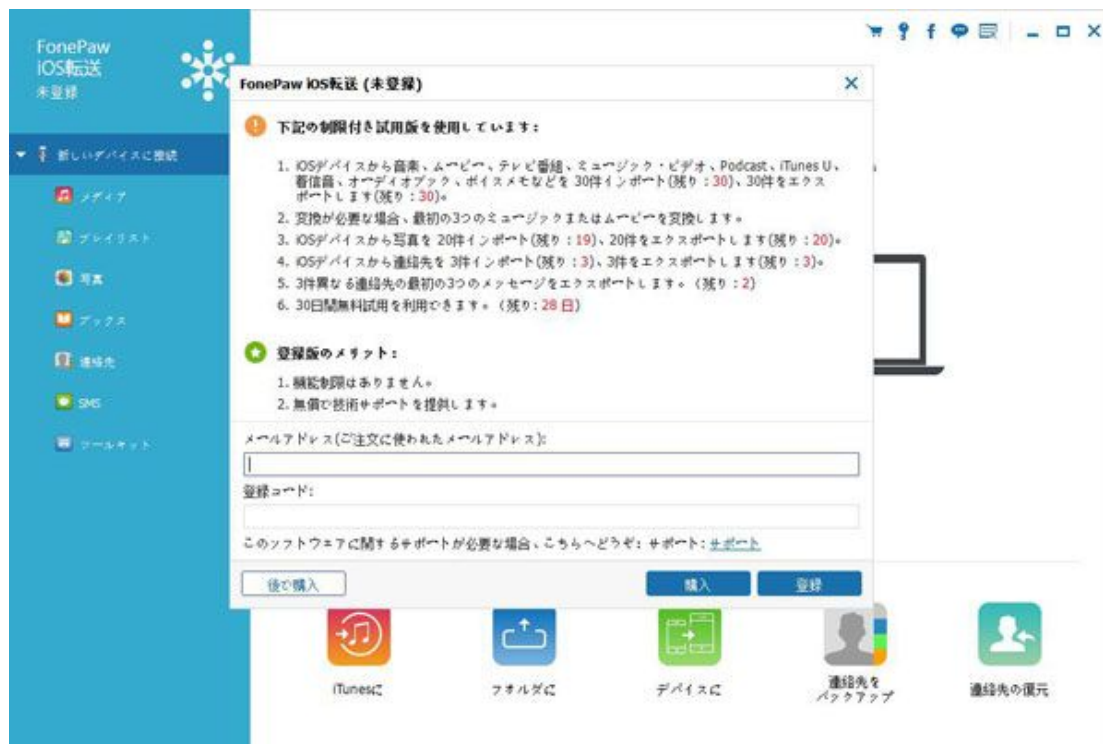 FonePaw
iOS転送
未登録
新しいデバイスに接続
メディア
プレイリスト
写真
ブックス
連絡先
SMS
ツールキット
FonePaw iOS転送 (未登録)
下記の制限付き試用版を使用しています:
1. iOSデバイスから音楽、ムービー、テレビ番組、ミュージック・ビデオ、Podcast、iTunes U、
着信音、オーディオブック、ボイスメモなどを 30件インポート(残り:30)、30件をエクス
ポートします(残り:30)。
2. 変換が必要な場合、最初の3つのミュージックまたはムービーを変換します。
3. iOSデバイスから写真を 20件インポート(残り:19)、20件をエクスポートします(残り:20)。
4. iOSデバイスから連絡先を 3件インポート(残り:3)、3件をエクスポートします(残り:3)。
5. 3件異なる連絡先の最初の3つのメッセージをエクスポートします。(残り:2)
6. 30日間無料試用を利用できます。(残り:28 日)
登録版のメリット:
1. 機能制限はありません。
2. 無償で技術サポートを提供します。
メールアドレス(ご注文に使われたメールアドレス):
登録コード:
このソフトウェアに関するサポートが必要な場合、こちらへどうぞ: サポート: サポート
後で購入
購入
登録
iTunesに
フォルダに
デバイスに
連絡先を
バックアップ
連絡先の復元